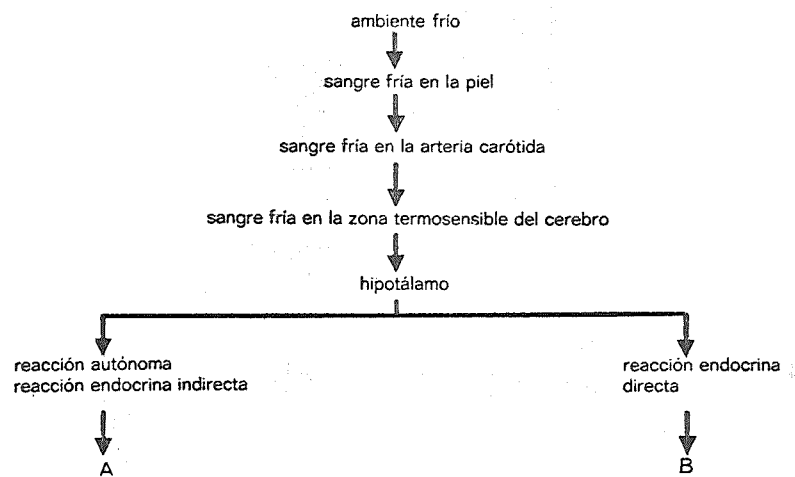 ambiente frío
sangre fría en la piel
sangre fría en la arteria carótida
sangre fría en la zona termosensible del cerebro
hipotálamo
reacción autónoma
reacción endocrina indirecta
reacción endocrina
directa
A
B